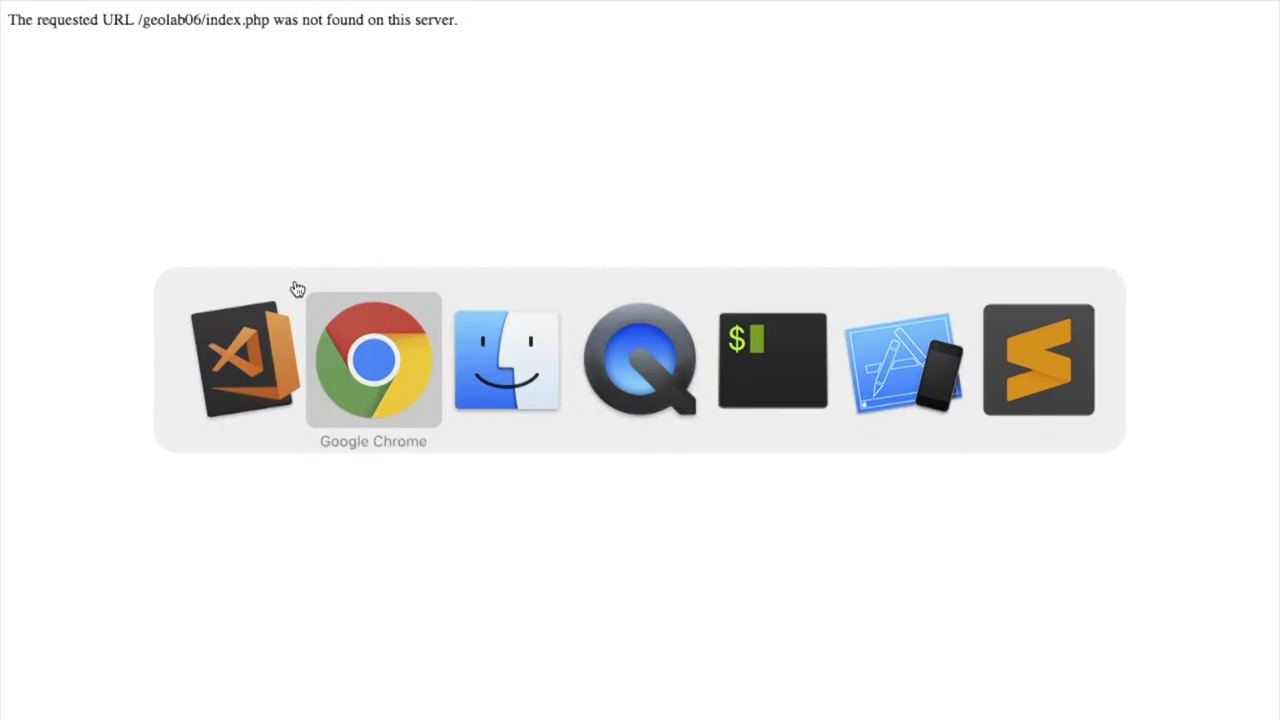 The requested URL /geolab06/index.php was not found on this server.
$
Google Chrome